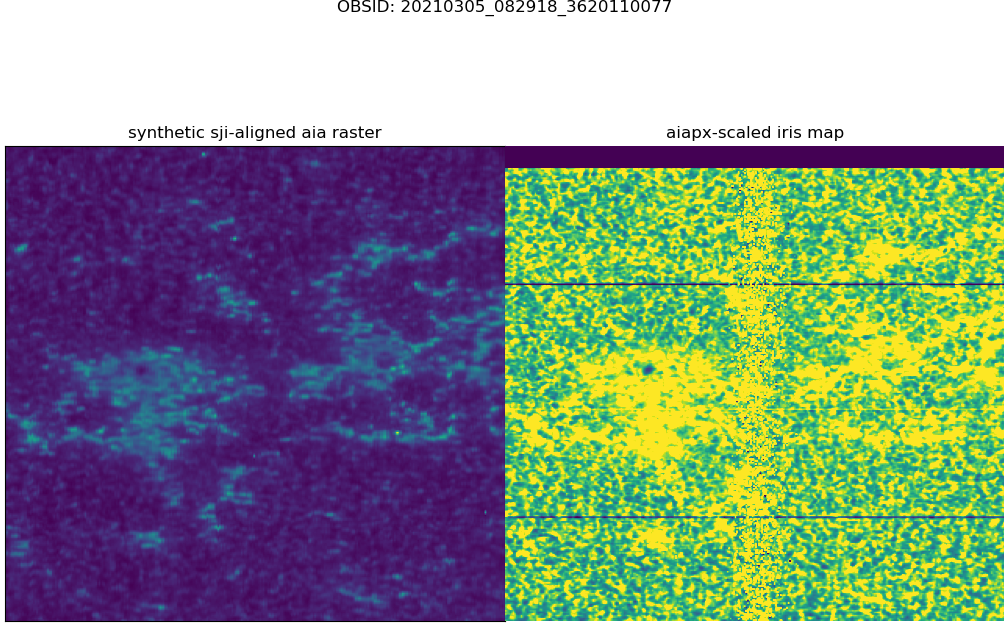 OBSID: 20210305_082918_3620110077
synthetic sji-aligned aia raster
aiapx-scaled iris map